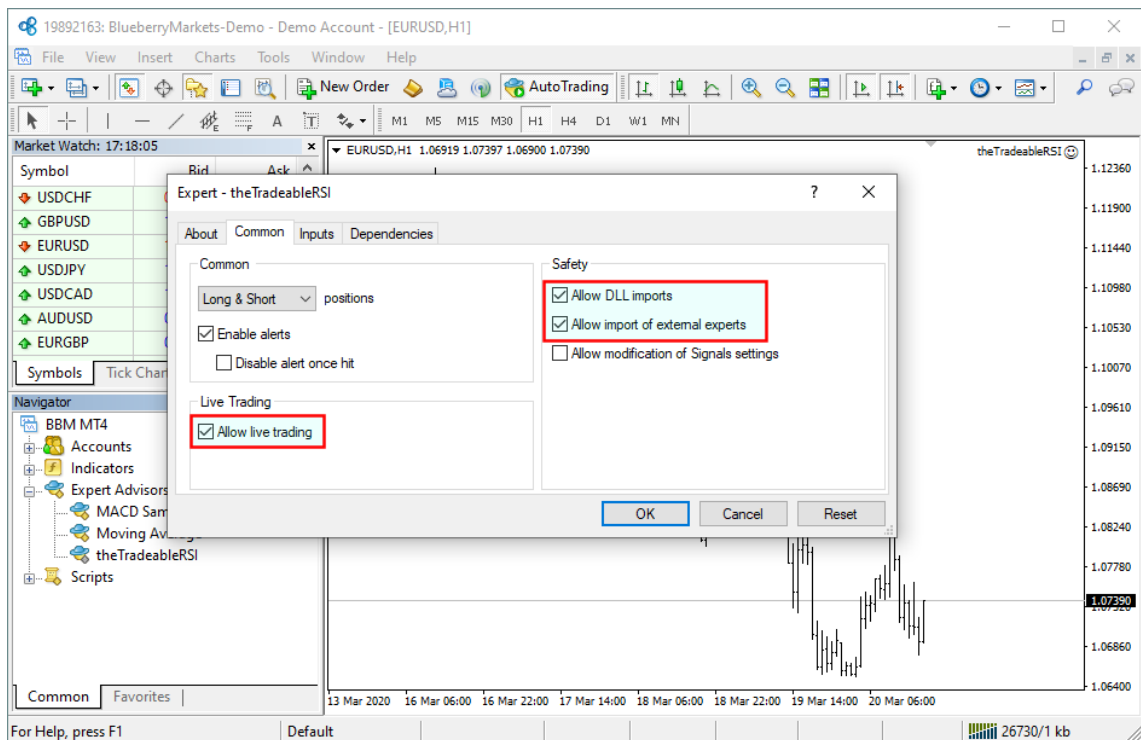 19892163: BlueberryMarkets-Demo - Demo Account - [EURUSD,H1]
File View Insert Charts Tools Window Help
New Order AutoTrading
E F A T M1 M5 M15 M30 H1 H4 D1 W1 MN
Market Watch: 17:18:05
Symbol Bid Ask
USDCHF
GBPUSD
EURUSD
USDJPY
USDCAD
AUDUSD
EURGBP
Symbols Tick Char
Navigator
BBM MT4
Accounts
Indicators
Expert Advisors
MACD Sam
Moving Average
theTradeableRSI
Scripts
Common Favorites
EURUSD,H1 1.06919 1.07397 1.06900 1.07390
theTradeableRSI
Expert - theTradeableRSI ?
About Common Inputs Dependencies
Common
Long & Short positions
Enable alerts
Disable alert once hit
Live Trading
Allow live trading
Safety
Allow DLL imports
Allow import of external experts
Allow modification of Signals settings
OK Cancel Reset
1.12360
1.11900
1.11440
1.10980
1.10530
1.10070
1.09610
1.09150
1.08690
1.08240
1.07780
1.07390
1.07320
1.06860
1.06400
13 Mar 2020 16 Mar 06:00 16 Mar 22:00 17 Mar 14:00 18 Mar 06:00 18 Mar 22:00 19 Mar 14:00 20 Mar 06:00
For Help, press F1 Default 26730/1 kb